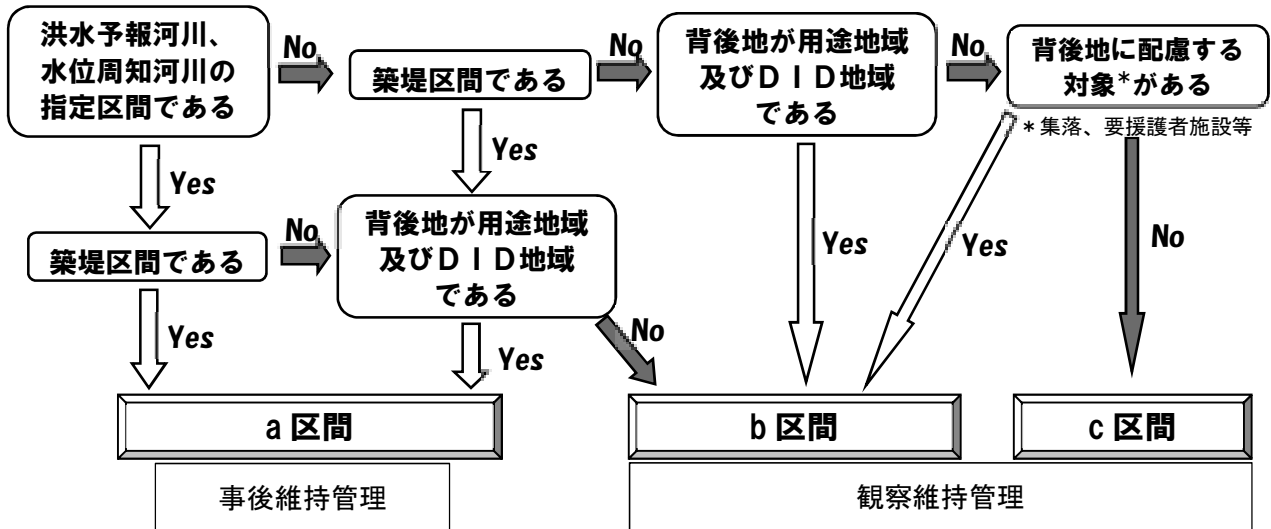 洪水予報河川、
水位周知河川の
指定区間である
No
築堤区間である
No
背後地が用途地域
及びDID地域
である
No
背後地に配慮する
対象*がある
*集落、要援護者施設等
Yes
Yes
築堤区間である
No
背後地が用途地域
及びDID地域
である
Yes
Yes
No
Yes
Yes
No
a区間
b区間
c区間
事後維持管理
観察維持管理